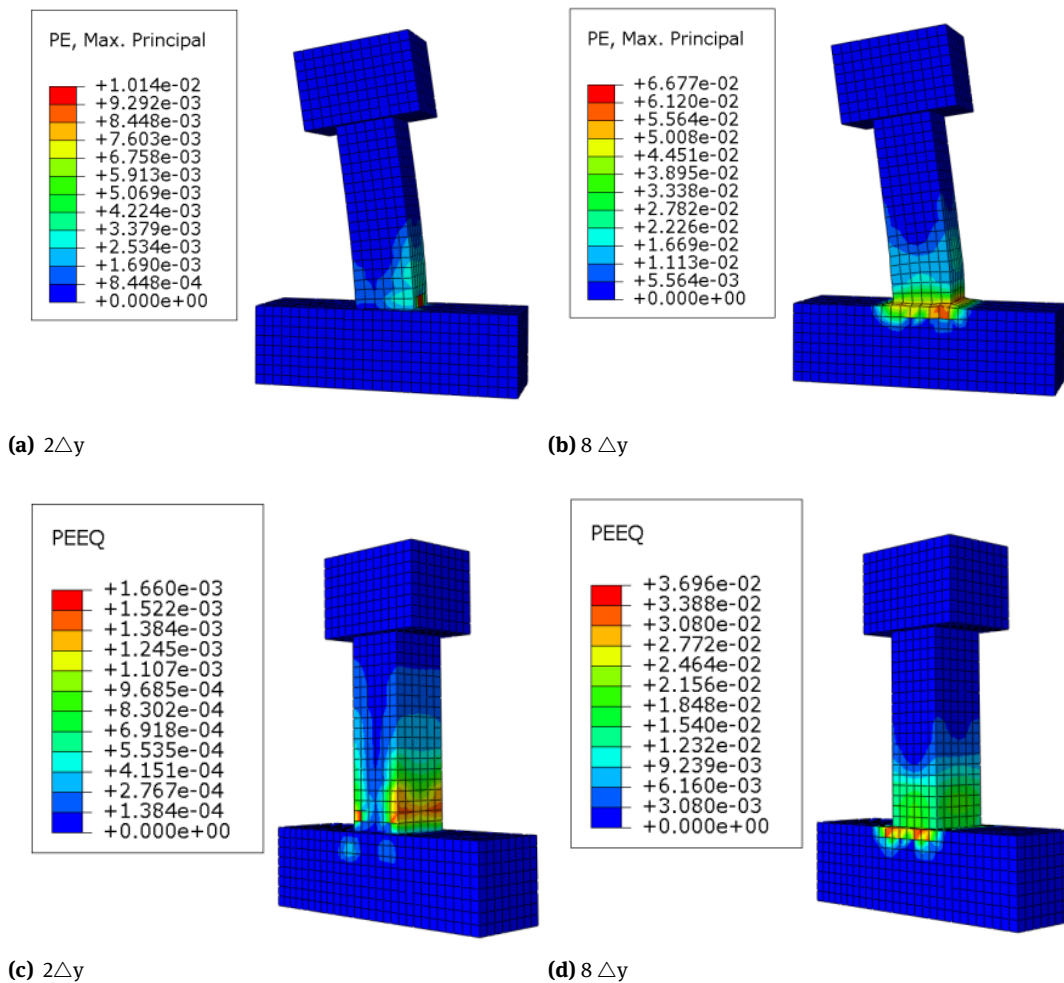 PE, Max. Principal
+1.014e-02
+9.292e-03
+8.448e-03
+7.603e-03
+6.758e-03
+5.913e-03
+5.069e-03
+4.224e-03
+3.379e-03
+2.534e-03
+1.690e-03
+8.448e-04
+0.000e+00
PE, Max. Principal
+6.677e-02
+6.120e-02
+5.564e-02
+5.008e-02
+4.451e-02
+3.895e-02
+3.338e-02
+2.782e-02
+2.226e-02
+1.669e-02
+1.113e-02
+5.564e-03
+0.000e+00
(a) 2△y
(b) 8 △y
PEEQ
+1.660e-03
+1.522e-03
+1.384e-03
+1.245e-03
+1.107e-03
+9.685e-04
+8.302e-04
+6.918e-04
+5.535e-04
+4.151e-04
+2.767e-04
+1.384e-04
+0.000e+00
PEEQ
+3.696e-02
+3.388e-02
+3.080e-02
+2.772e-02
+2.464e-02
+2.156e-02
+1.848e-02
+1.540e-02
+1.232e-02
+9.239e-03
+6.160e-03
+3.080e-03
+0.000e+00
(c) 2△y
(d) 8 △y